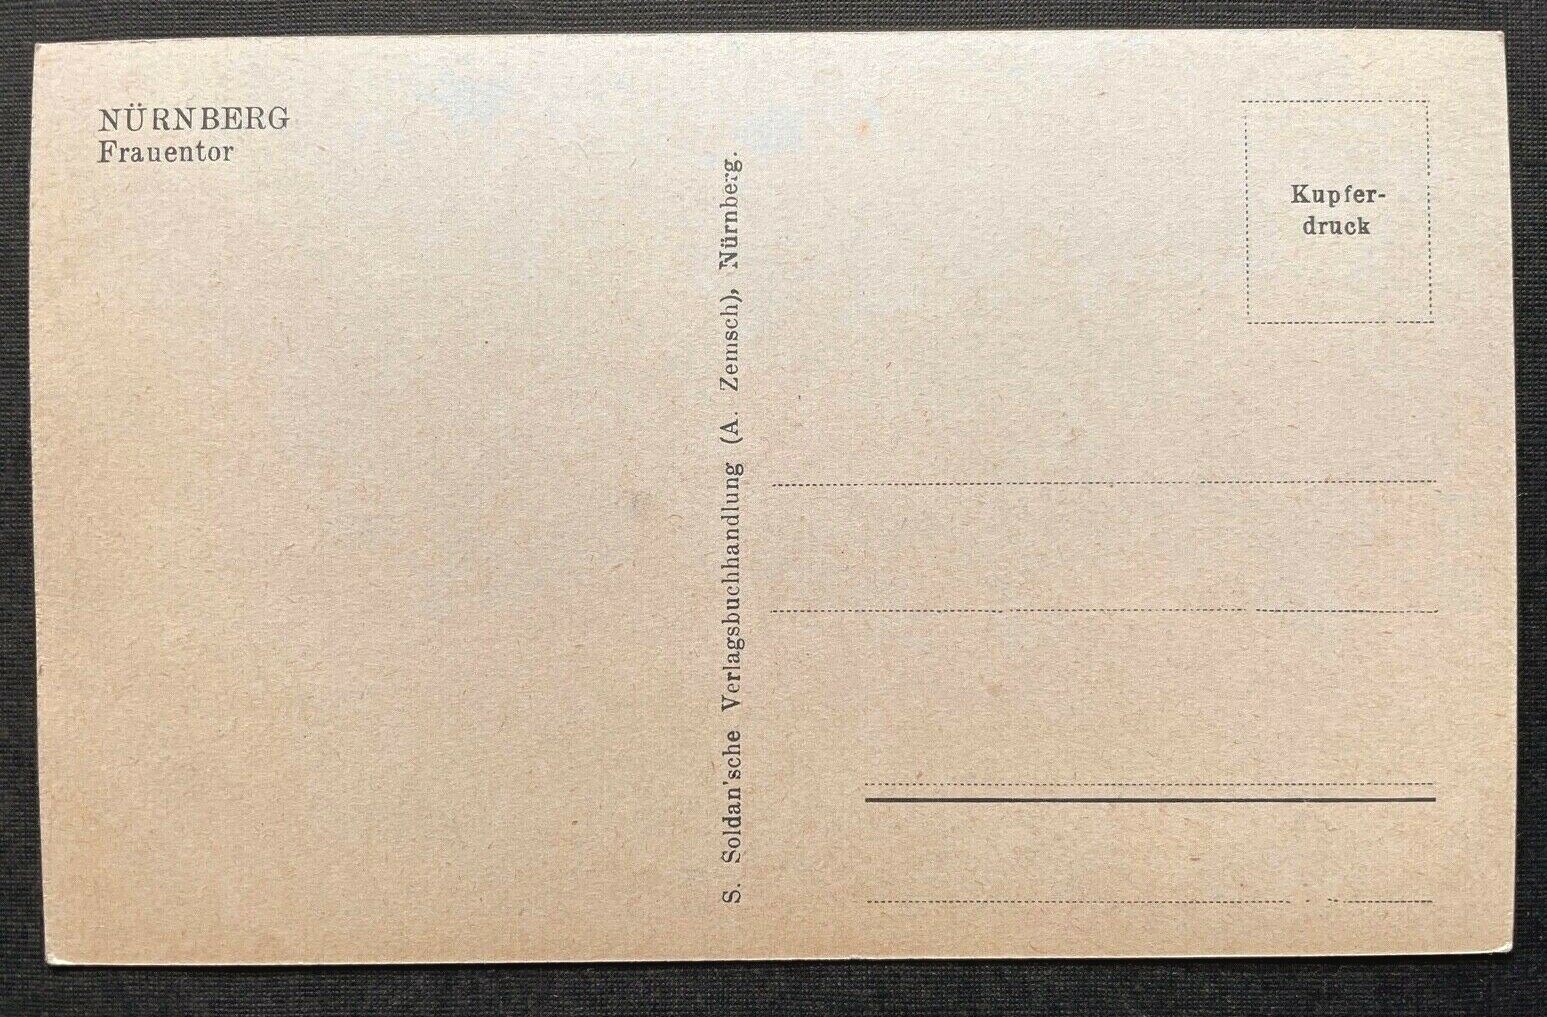 NÜRNBERG
Frauentor
S. Soldan'sche Verlagsbuchhandlung (A. Zemsch), Nürnberg.
Kupfer-
druck